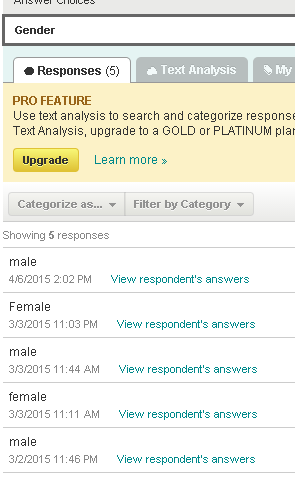 Answer Choices
Gender
Responses (5) Text Analysis My
PRO FEATURE
Use text analysis to search and categorize response
Text Analysis, upgrade to a GOLD or PLATINUM plan
Upgrade Learn more »
Categorize as... Filter by Category
Showing 5 responses
male
4/6/2015 2:02 PM View respondent's answers
Female
3/3/2015 11:03 PM View respondent's answers
male
3/3/2015 11:44 AM View respondent's answers
female
3/3/2015 11:11 AM View respondent's answers
male
3/2/2015 11:46 PM View respondent's answers